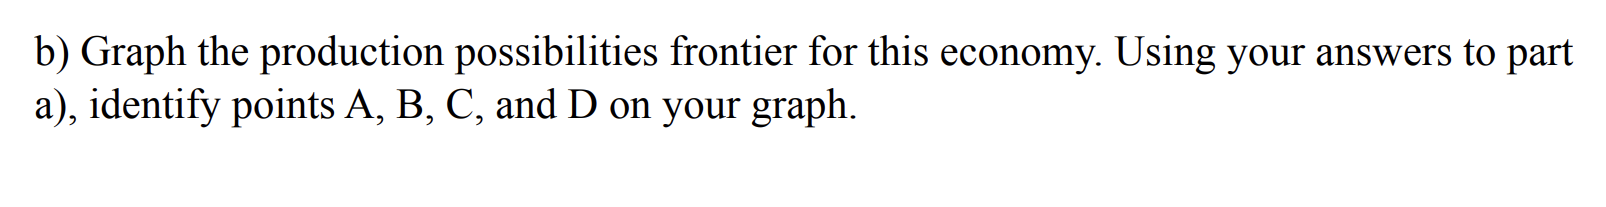 b) Graph the production possibilities frontier for this economy. Using your answers to part
a), identify points A, B, C, and D on your graph.